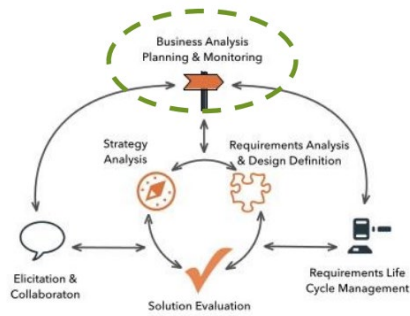 Business Analysis
Planning & Monitoring
Strategy
Analysis
Requirements Analysis
& Design Definition
Elicitation &
Collaboraton
Solution Evaluation
Requirements Life
Cycle Management